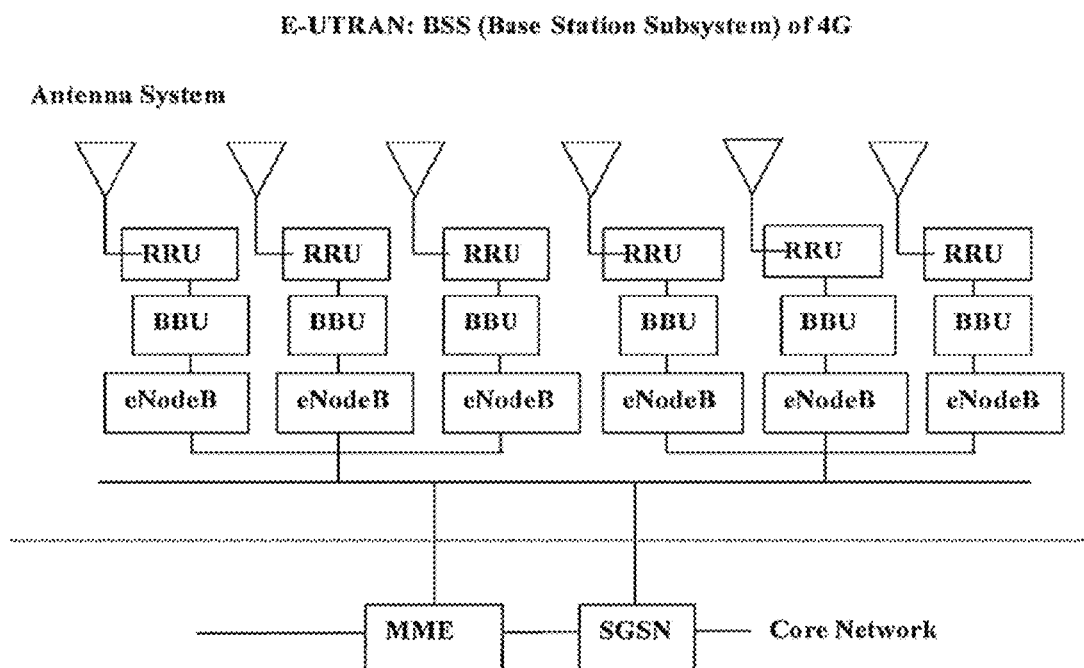 E-UTRAN: BSS (Base Station Subsystem) of 4G
Antenna System
RRU RRU RRU RRU RRU RRU
BBU BBU BBU BBU BBU BBU
eNodeB eNodeB eNodeB eNodeB eNodeB eNodeB
MME SGSN Core Network